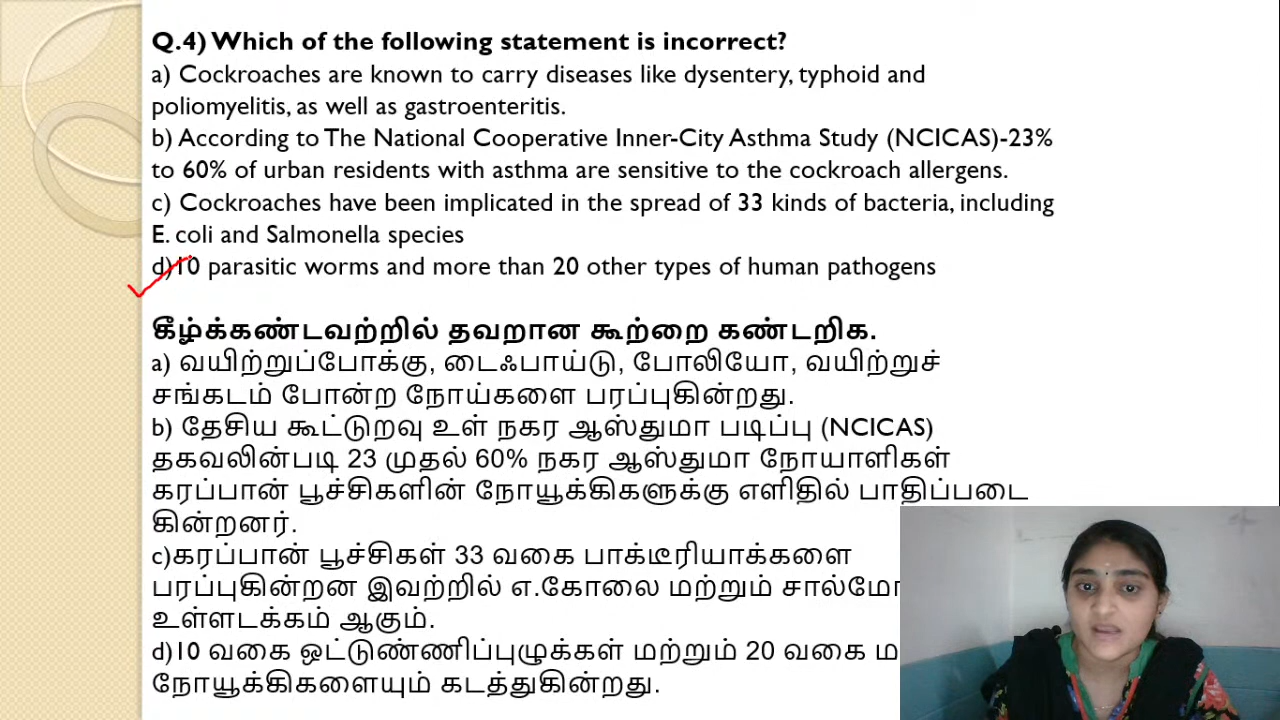 Q.4) Which of the following statement is incorrect?
a) Cockroaches are known to carry diseases like dysentery, typhoid and
poliomyelitis, as well as gastroenteritis.
b) According to The National Cooperative Inner-City Asthma Study (NCICAS)-23%
to 60% of urban residents with asthma are sensitive to the cockroach allergens.
c) Cockroaches have been implicated in the spread of 33 kinds of bacteria, including
E. coli and Salmonella species
d)10 parasitic worms and more than 20 other types of human pathogens
கீழ்க்கண்டவற்றில் தவறான கூற்றை கண்டறிக.
a) வயிற்றுப்போக்கு, டைஃபாய்டு, போலியோ, வயிற்றுச்
சங்கடம் போன்ற நோய்களை பரப்புகின்றது.
b) தேசிய கூட்டுறவு உள் நகர ஆஸ்துமா படிப்பு (NCICAS)
தகவலின்படி 23 முதல் 60% நகர ஆஸ்துமா நோயாளிகள்
கரப்பான் பூச்சிகளின் நோயூக்கிகளுக்கு எளிதில் பாதிப்படை
கின்றனர்.
c)கரப்பான் பூச்சிகள் 33 வகை பாக்டீரியாக்களை
பரப்புகின்றன இவற்றில் எ.கோலை மற்றும்
உள்ளடக்கம் ஆகும்.
d)10 வகை ஒட்டுண்ணிப்புழுக்கள் மற்றும் 20 வகை
நோயூக்கிகளையும் கடத்துகின்றது.